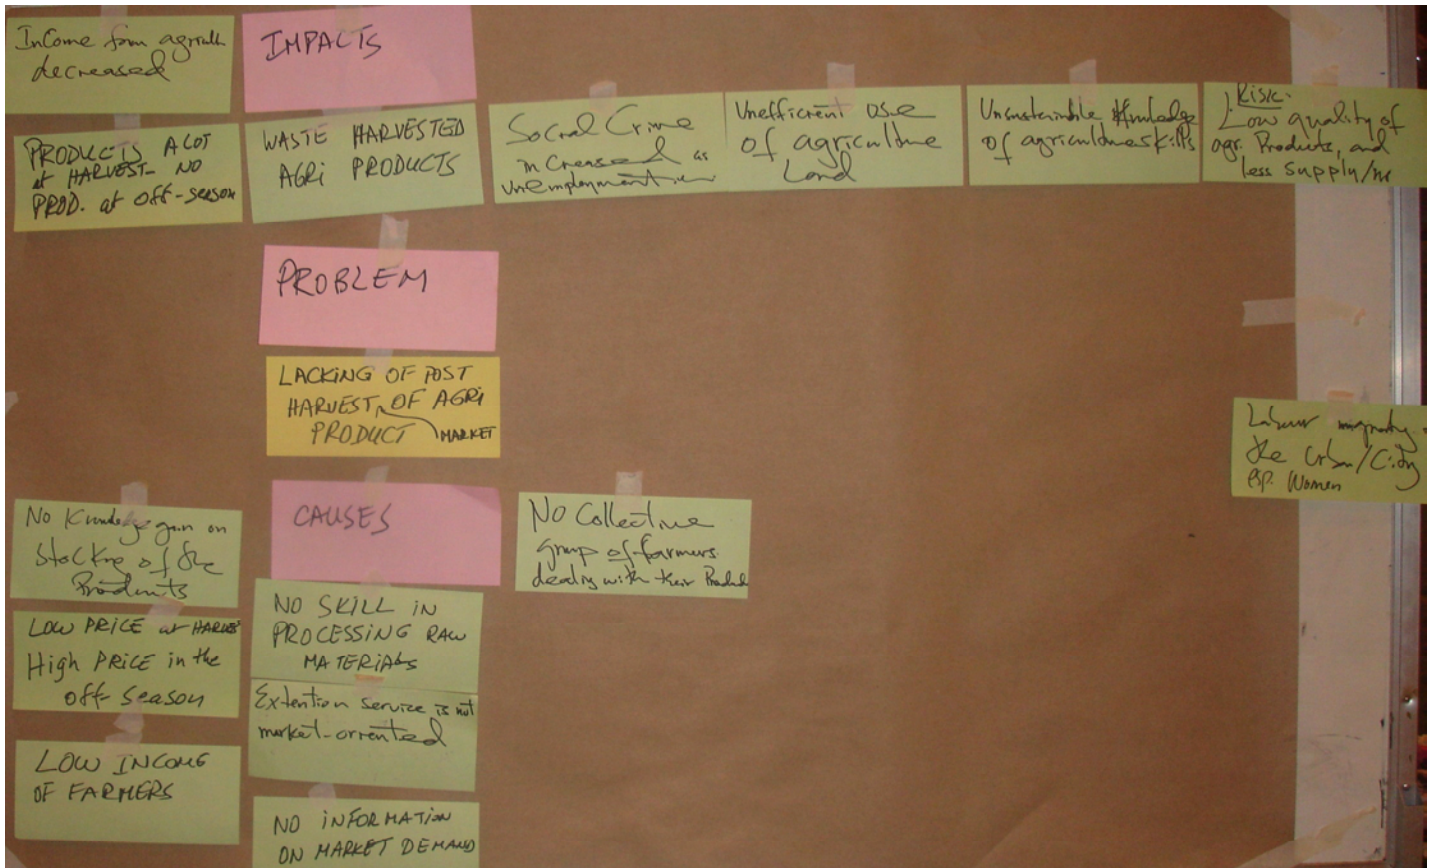 Income from
decreased
IMPACTS
PRODUCTS A LOT
at HARVEST- NO
PROD. at OFF-season
WASTE HARVESTED
AGRI PRODUCTS
Social Crime
increased as
unemployment
Unefficient use
of agriculture
Land
Unsustainable Knowledge
of agriculture skills
Risk:
Low quality of
agr. Products, and
less supply/
PROBLEM
LACKING OF POST
HARVEST, OF AGRI
PRODUCT MARKET
Labour
the Urban/City
esp. Women
No Knowledge gain on
stocking of the
Products
CAUSES
No Collective
group of farmers
dealing with their
LOW PRICE at
High PRICE in the
off-season
NO SKILL IN
PROCESSING RAW
MATERIALS
Extention service is not
market-orriented
LOW INCOME
OF FARMERS
NO INFORMATION
ON MARKET DEMAND